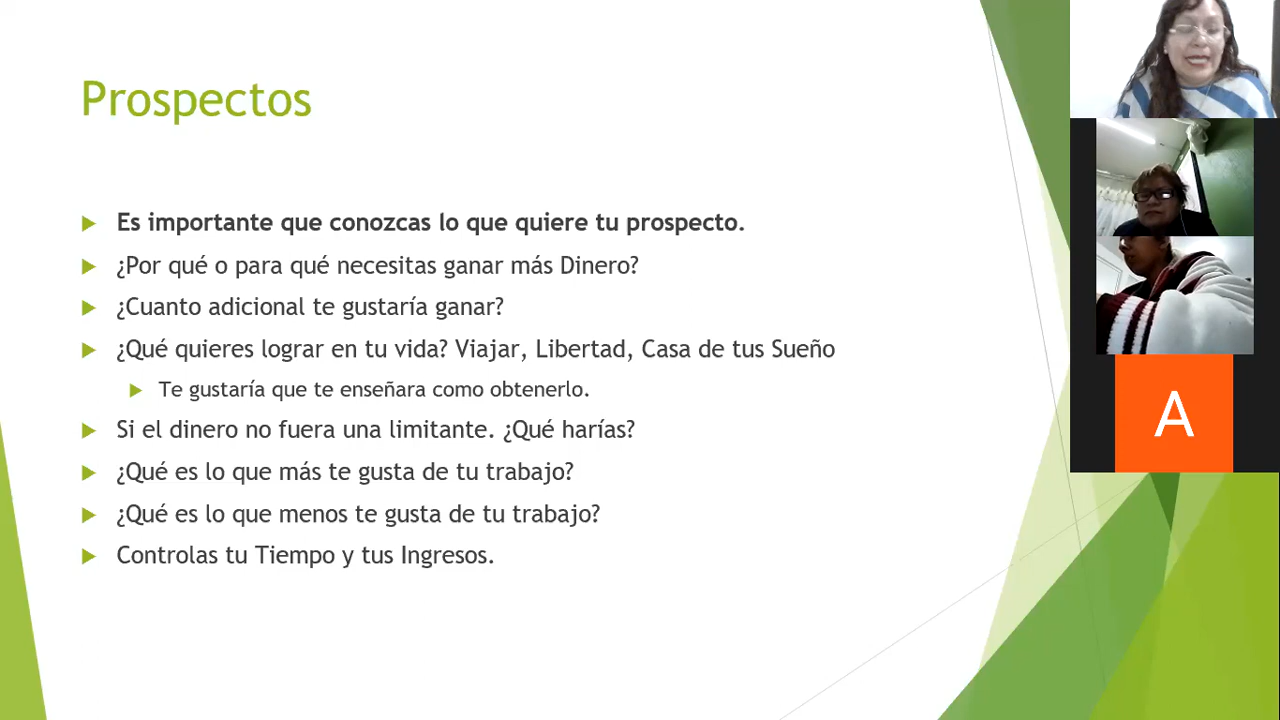 Prospectos
Es importante que conozcas lo que quiere tu prospecto.
¿Por qué o para qué necesitas ganar más Dinero?
¿Cuanto adicional te gustaría ganar?
¿Qué quieres lograr en tu vida? Viajar, Libertad, Casa de tus Sueño
Te gustaría que te enseñara como obtenerlo.
Si el dinero no fuera una limitante. ¿Qué harías?
¿Qué es lo que más te gusta de tu trabajo?
¿Qué es lo que menos te gusta de tu trabajo?
Controlas tu Tiempo y tus Ingresos.
A